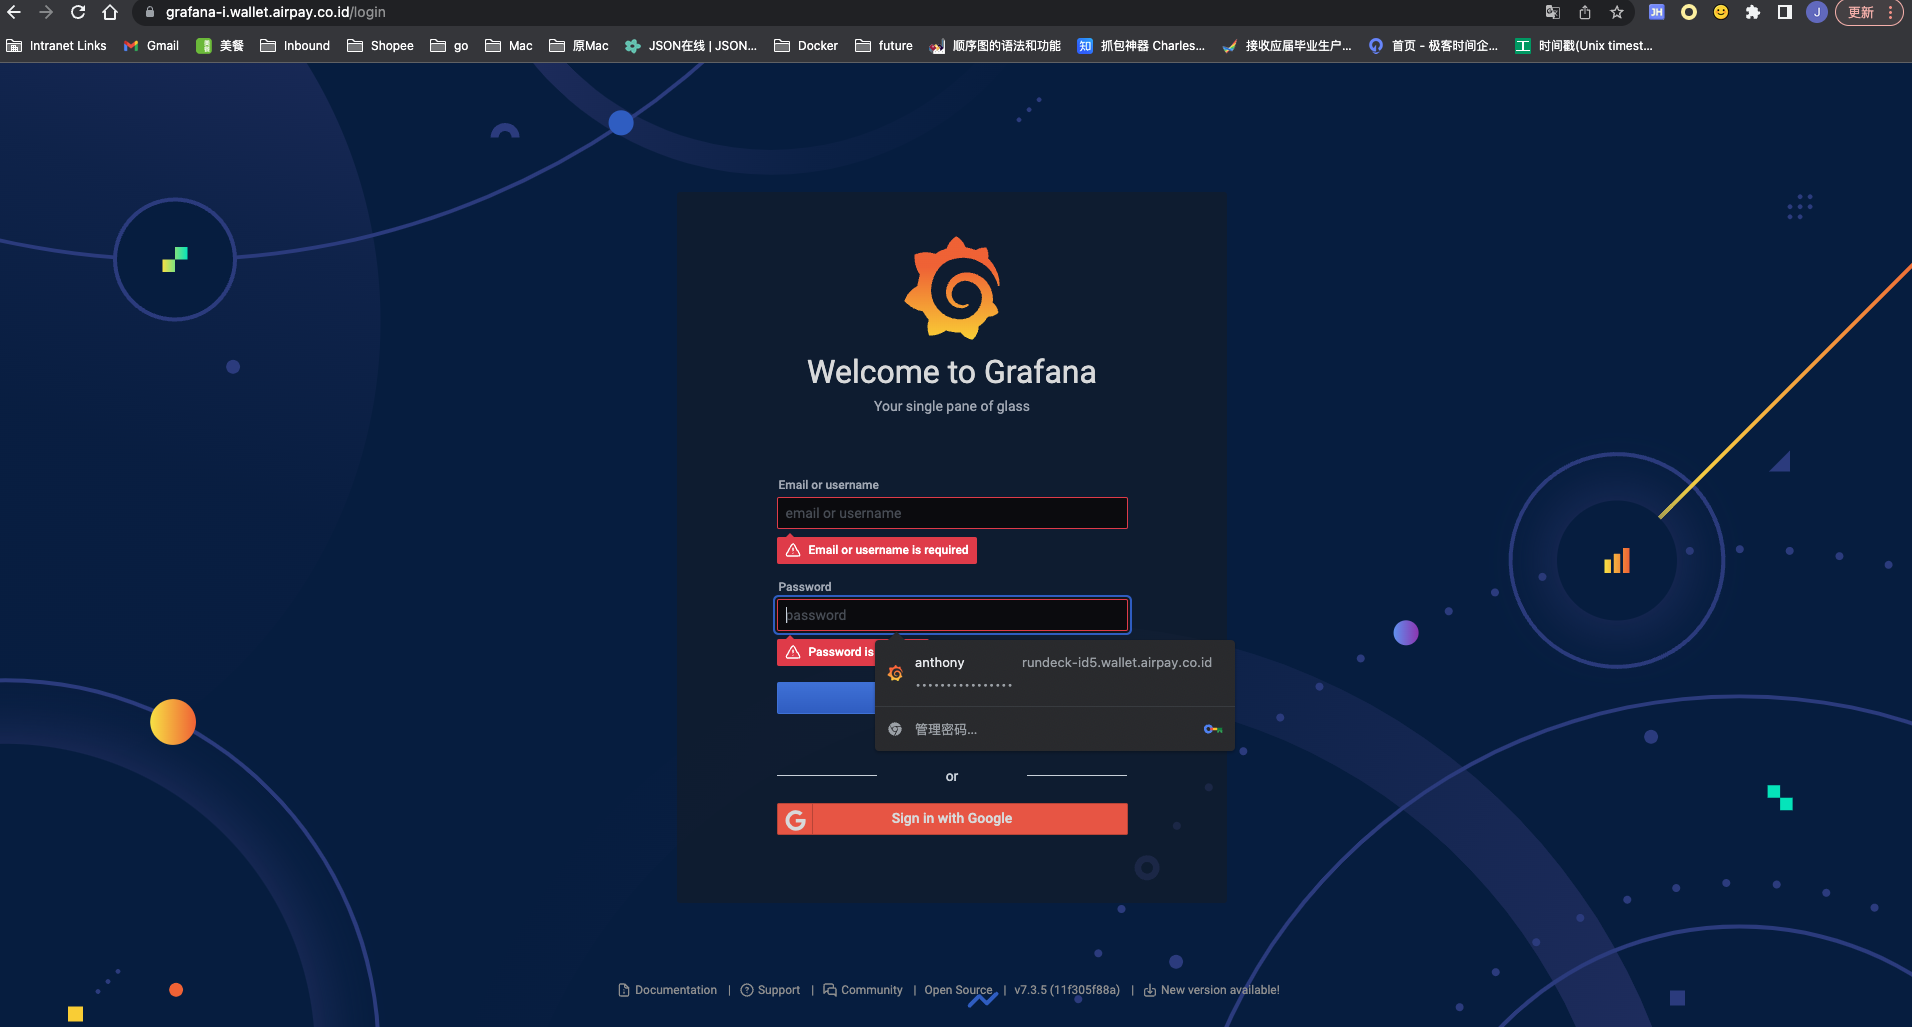 grafana-i.wallet.airpay.co.id/login
JH
J
更新
Intranet Links
Gmail
美餐
Inbound
Shopee
go
Mac
原Mac
JSON在线 | JSON...
Docker
future
顺序图的语法和功能
知
抓包神器 Charles...
接收应届毕业生户...
首页 - 极客时间企...
工
时间戳(Unix timest...
Welcome to Grafana
Your single pane of glass
Email or username
email or username
Email or username is required
Password
password
Password is
anthony
rundeck-id5.wallet.airpay.co.id
••••••••••••••••
管理密码...
or
G
Sign in with Google
Documentation | Support | Community | Open Source | v7.3.5 (11f305f88a) | New version available!